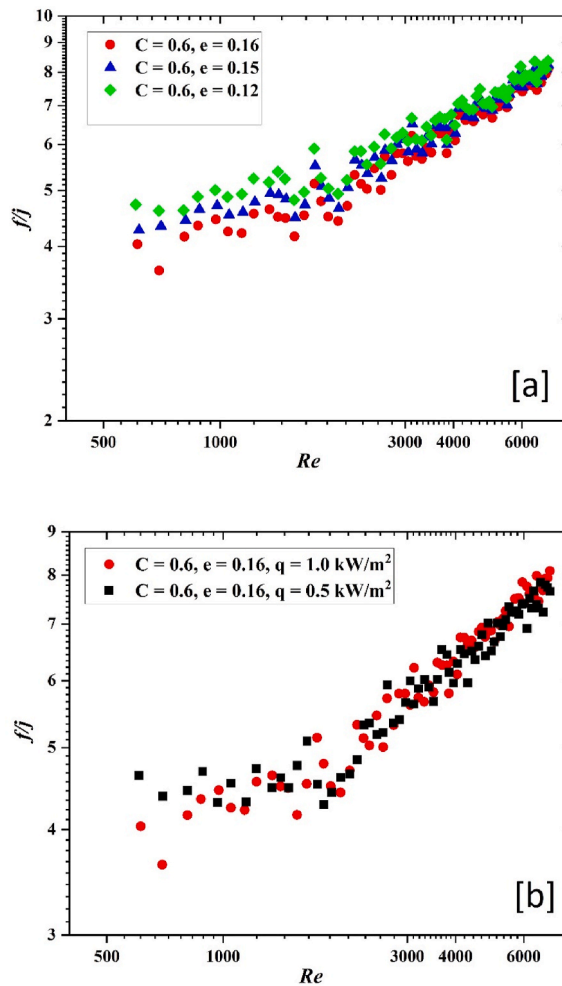 10
9
8
7
6
5
4
3
2
f/j
C = 0.6, e = 0.16
C = 0.6, e = 0.15
C = 0.6, e = 0.12
[a]
500
1000
3000
4000
6000
Re
9
8
7
6
5
4
3
f/j
C = 0.6, e = 0.16, q = 1.0 kW/m²
C = 0.6, e = 0.16, q = 0.5 kW/m²
[b]
500
1000
3000
4000
6000
Re